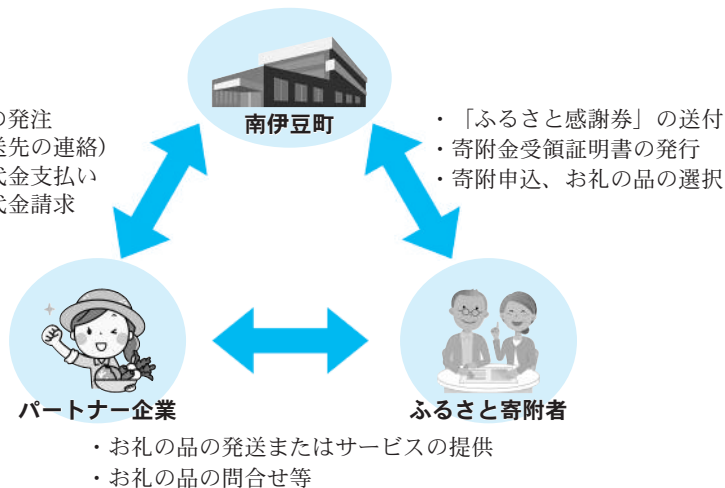 南伊豆町
の発注
送先の連絡)
代金支払い
代金請求
・「ふるさと感謝券」の送付
・寄附金受領証明書の発行
・寄附申込、お礼の品の選択
パートナー企業
ふるさと寄附者
・お礼の品の発送またはサービスの提供
・お礼の品の問合せ等